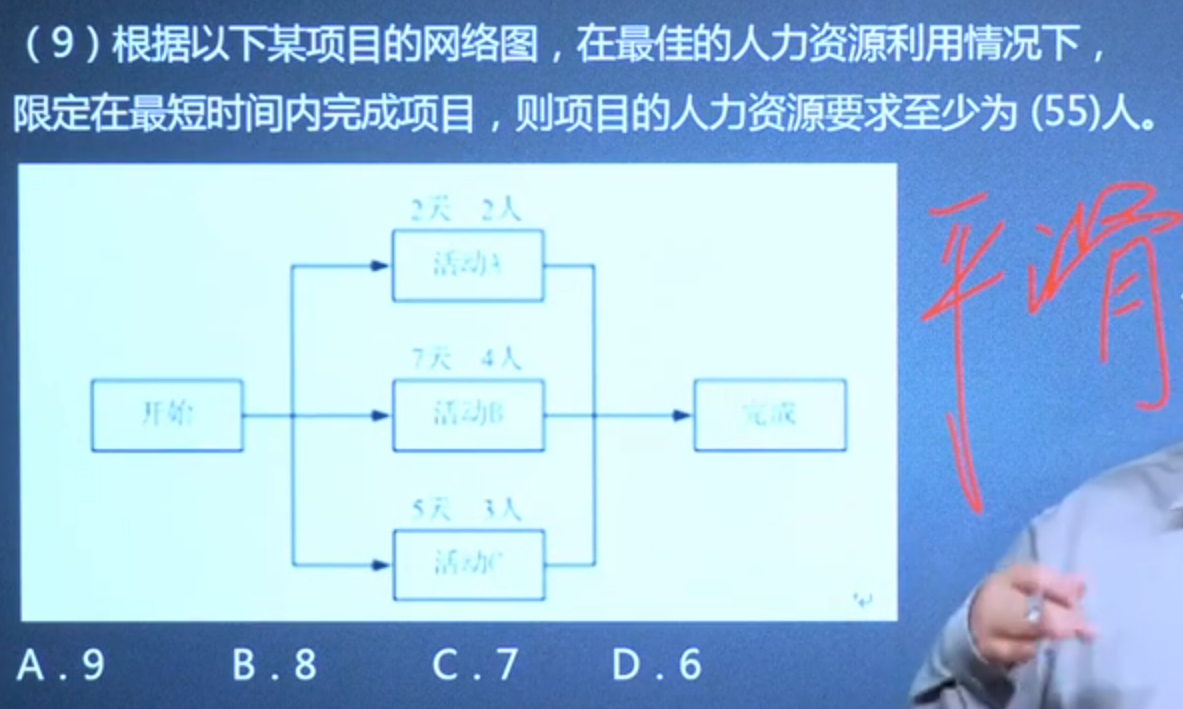 （9）根据以下某项目的网络图，在最佳的人力资源利用情况下，
限定在最短时间内完成项目，则项目的人力资源要求至少为 (55)人。
平滑
2天 2人
活动A
7天 4人
开始
活动B
完成
5天 3人
活动C
A . 9 B . 8 C . 7 D . 6